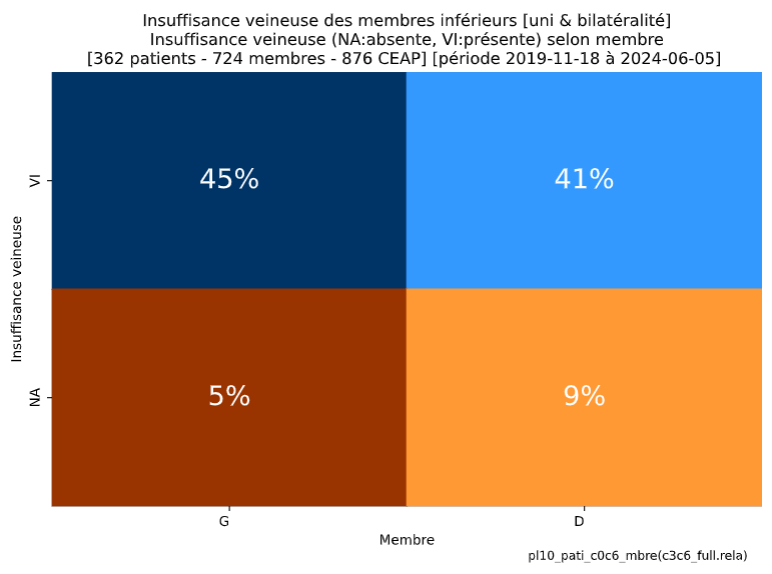 Insuffisance veineuse des membres inférieurs [uni & bilatéralité]
Insuffisance veineuse (NA:absente, VI:présente) selon membre
[362 patients - 724 membres - 876 CEAP] [période 2019-11-18 à 2024-06-05]
Insuffisance veineuse
VI
45%
41%
NA
5%
9%
G
D
Membre
pl10_pati_c0c6_mbre(c3c6_full.rela)